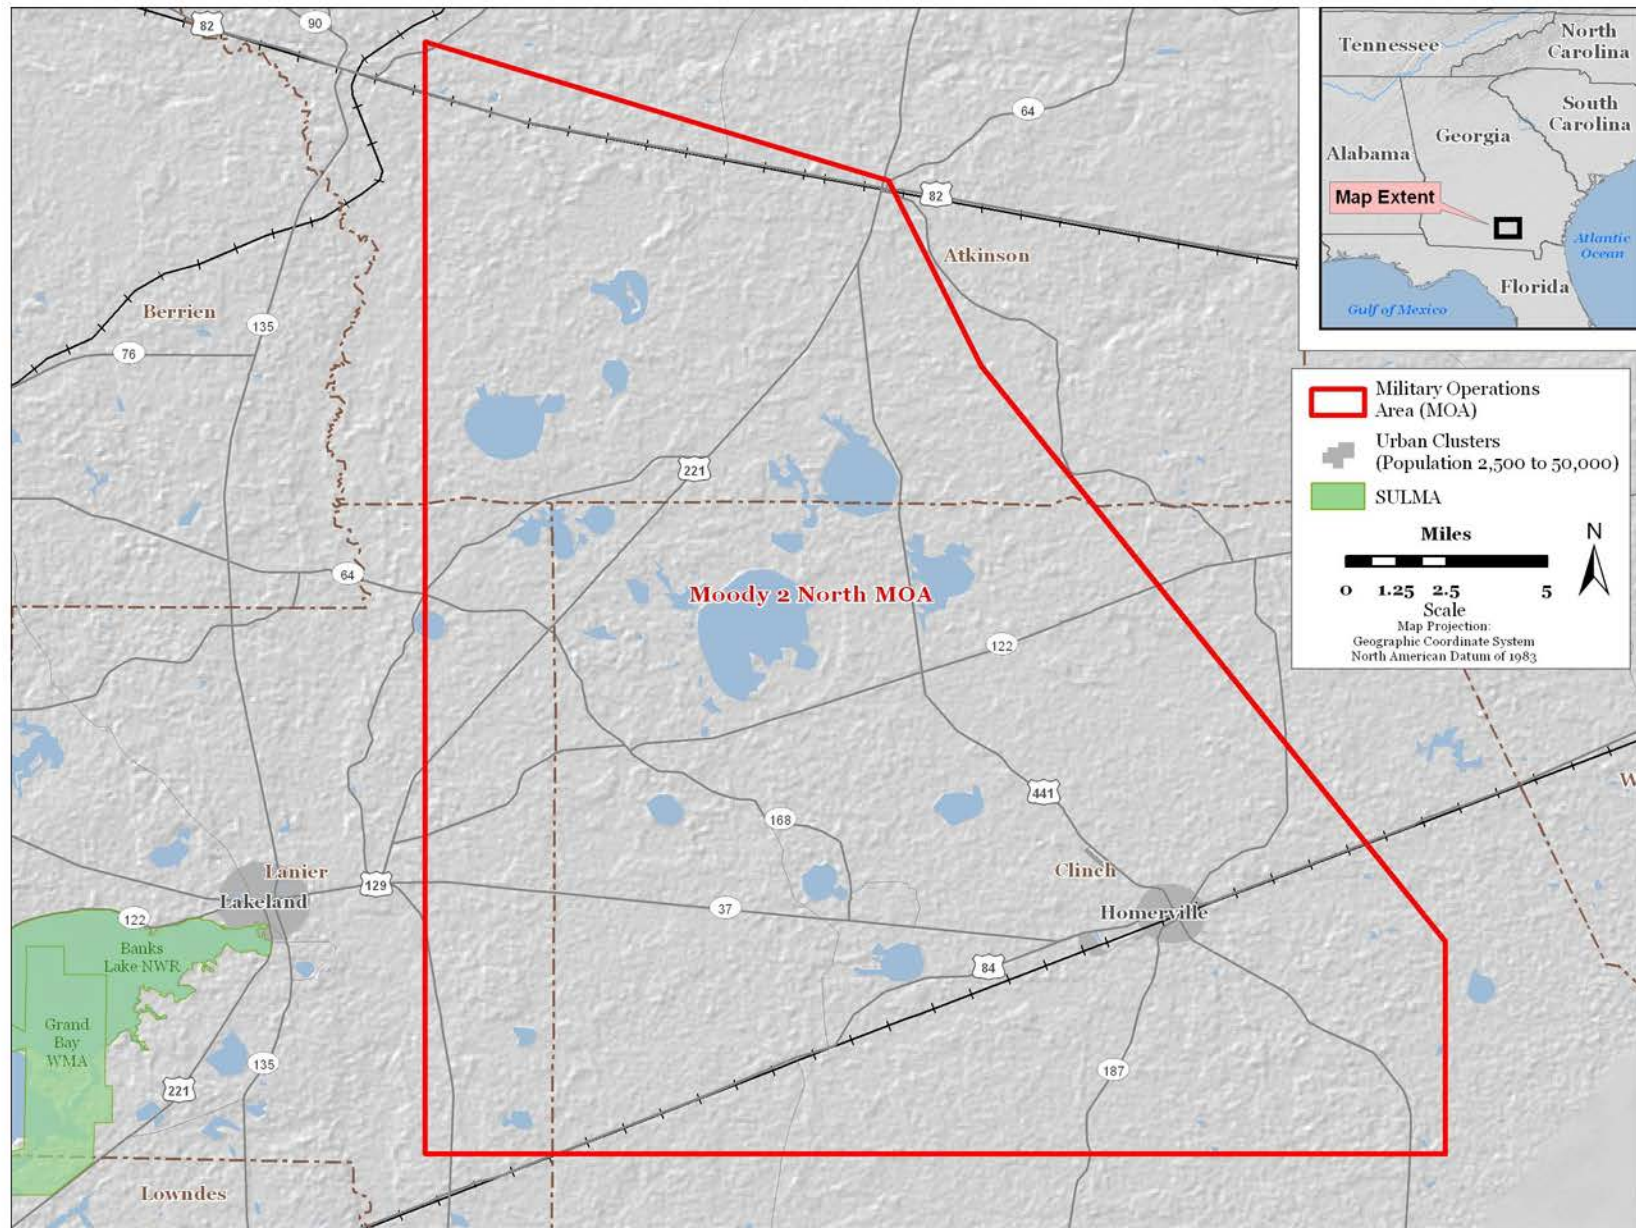 82
90
64
82
Atkinson
Berrien
135
76
221
64
Moody 2 North MOA
122
441
168
Clinch
Lanier
Lakeland
129
37
Homerville
122
Banks
Lake NWR
84
Grand
Bay
WMA
135
221
187
Lowndes
W
Tennessee
North
Carolina
South
Carolina
Georgia
Alabama
Map Extent
Atlantic
Ocean
Florida
Gulf of Mexico
Military Operations
Area (MOA)
Urban Clusters
(Population 2,500 to 50,000)
SULMA
Miles
N
0 1.25 2.5 5
Scale
Map Projection:
Geographic Coordinate System
North American Datum of 1983